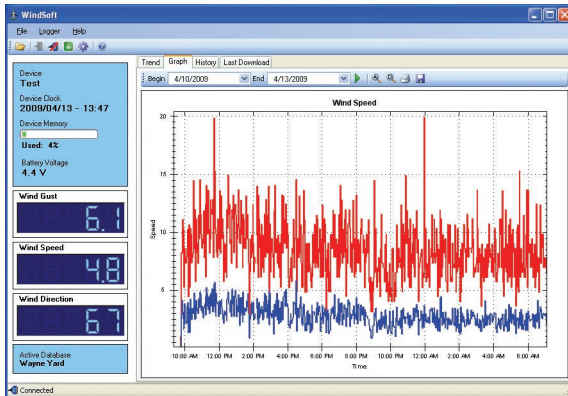 WindSoft
File Logger Help
Device
Test
Device Clock
2009/04/13 - 13:47
Device Memory
Used: 4%
Battery Voltage
4.4 V
Wind Gust
6.1
Wind Speed
4.8
Wind Direction
67
Active Database
Wayne Yard
Connected
Trend Graph History Last Download
Begin 4/10/2009 End 4/13/2009
Wind Speed
Speed
20
15
10
5
10:00 AM 12:00 PM 2:00 PM 4:00 PM 6:00 PM 8:00 PM 10:00 PM 12:00 AM 2:00 AM 4:00 AM 6:00 AM
Time